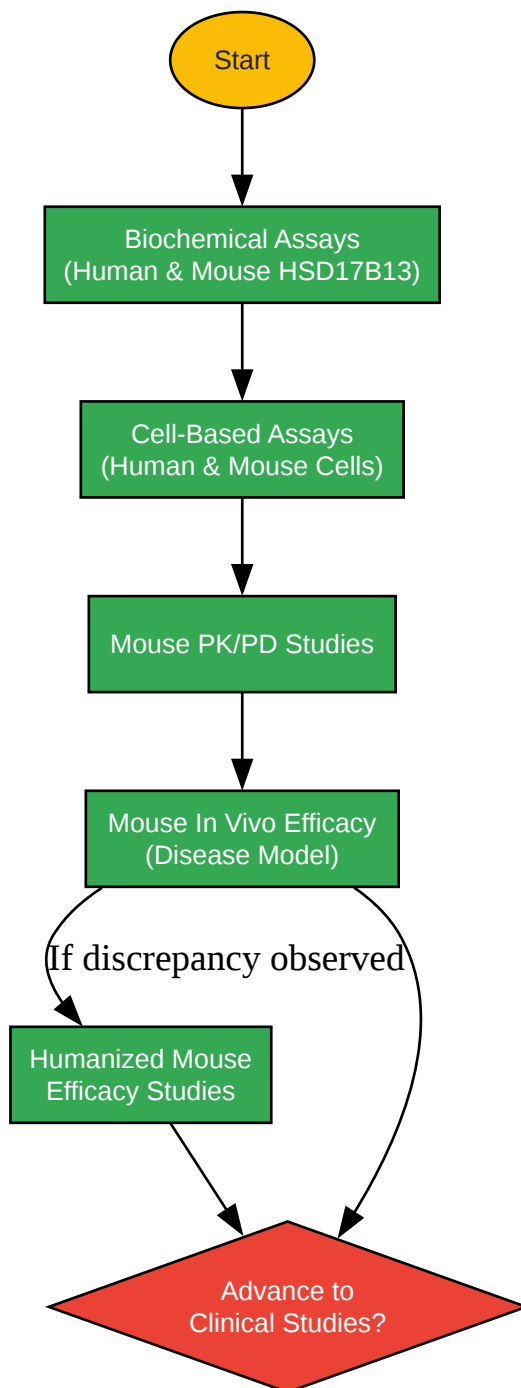 Start
Biochemical Assays
(Human & Mouse HSD17B13)
Cell-Based Assays
(Human & Mouse Cells)
Mouse PK/PD Studies
Mouse In Vivo Efficacy
(Disease Model)
If discrepancy observed
Humanized Mouse
Efficacy Studies
Advance to
Clinical Studies?